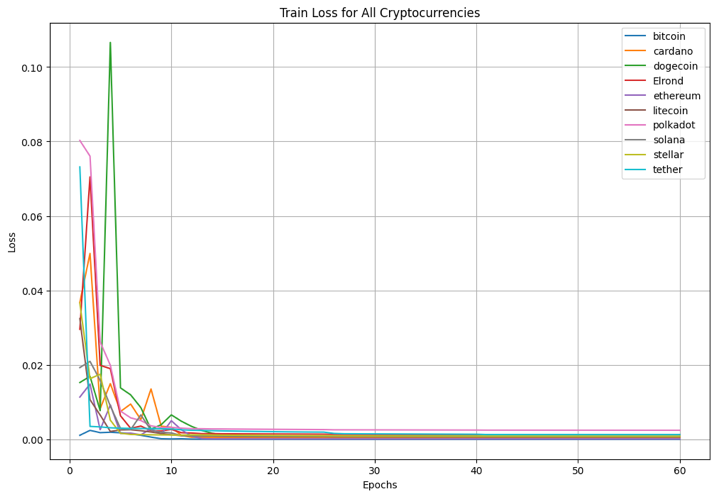 Train Loss for All Cryptocurrencies
bitcoin
cardano
dogecoin
Elrond
ethereum
litecoin
polkadot
solana
stellar
tether
0.10
0.08
0.06
0.04
0.02
0.00
Loss
0 10 20 30 40 50 60
Epochs